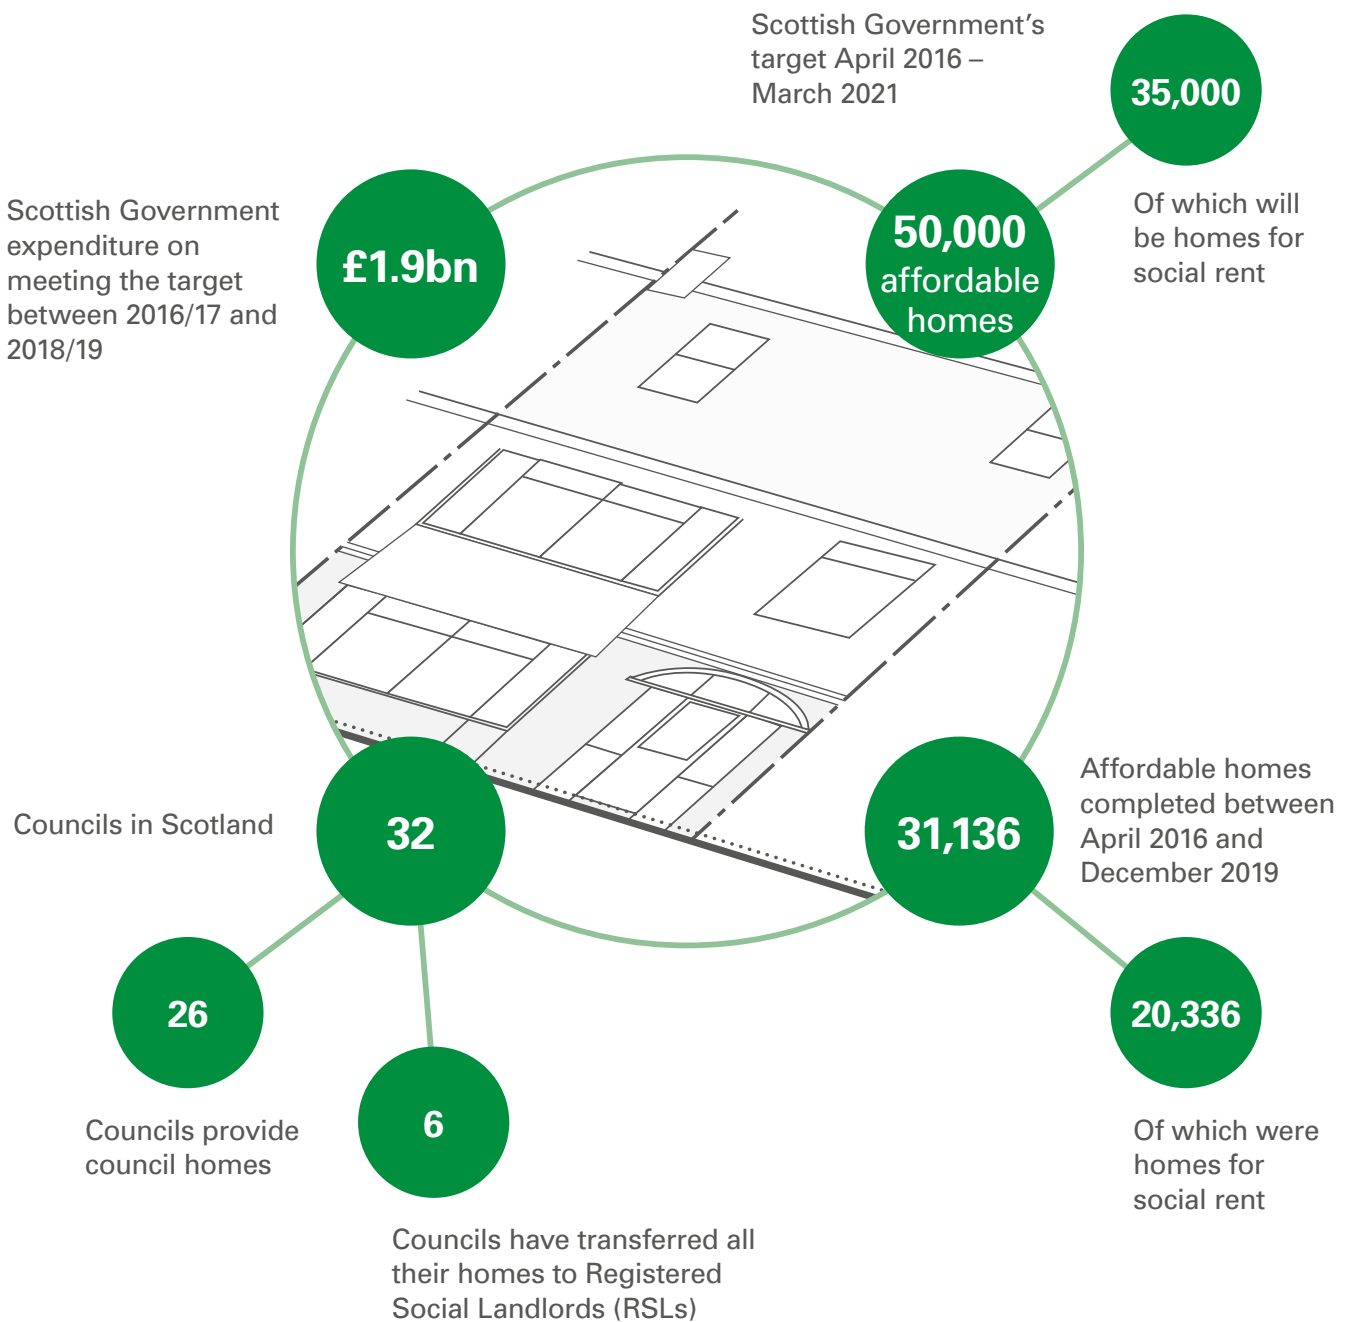 Scottish Government’s
target April 2016 –
March 2021
35,000
Of which will
be homes for
social rent
50,000
affordable
homes
Scottish Government
expenditure on
meeting the target
between 2016/17 and
2018/19
£1.9bn
Councils in Scotland
32
31,136
Affordable homes
completed between
April 2016 and
December 2019
26
Councils provide
council homes
6
Councils have transferred all
their homes to Registered
Social Landlords (RSLs)
20,336
Of which were
homes for
social rent